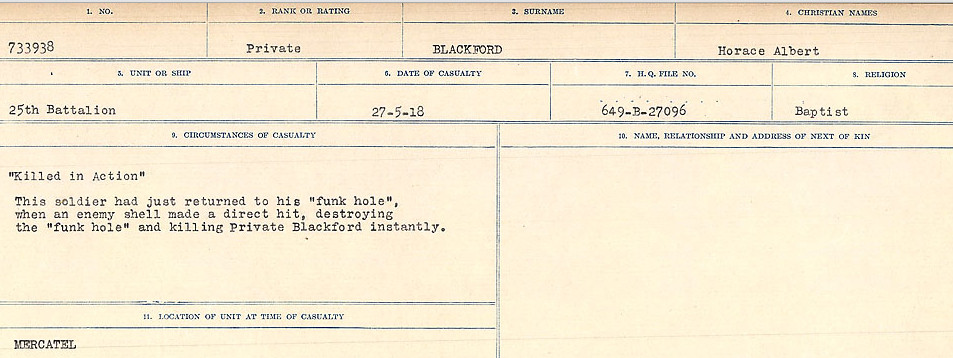 1. NO.
2. RANK OR RATING
3. SURNAME
4. CHRISTIAN NAMES
733938
Private
BLACKFORD
Horace Albert
5. UNIT OR SHIP
6. DATE OF CASUALTY
7. H.Q. FILE NO.
8. RELIGION
25th Battalion
27-5-18
649-B-27096
Baptist
9. CIRCUMSTANCES OF CASUALTY
"Killed in Action"
This soldier had just returned to his "funk hole",
when an enemy shell made a direct hit, destroying
the "funk hole" and killing Private Blackford instantly.
10. NAME, RELATIONSHIP AND ADDRESS OF NEXT OF KIN
11. LOCATION OF UNIT AT TIME OF CASUALTY
MERCATEL